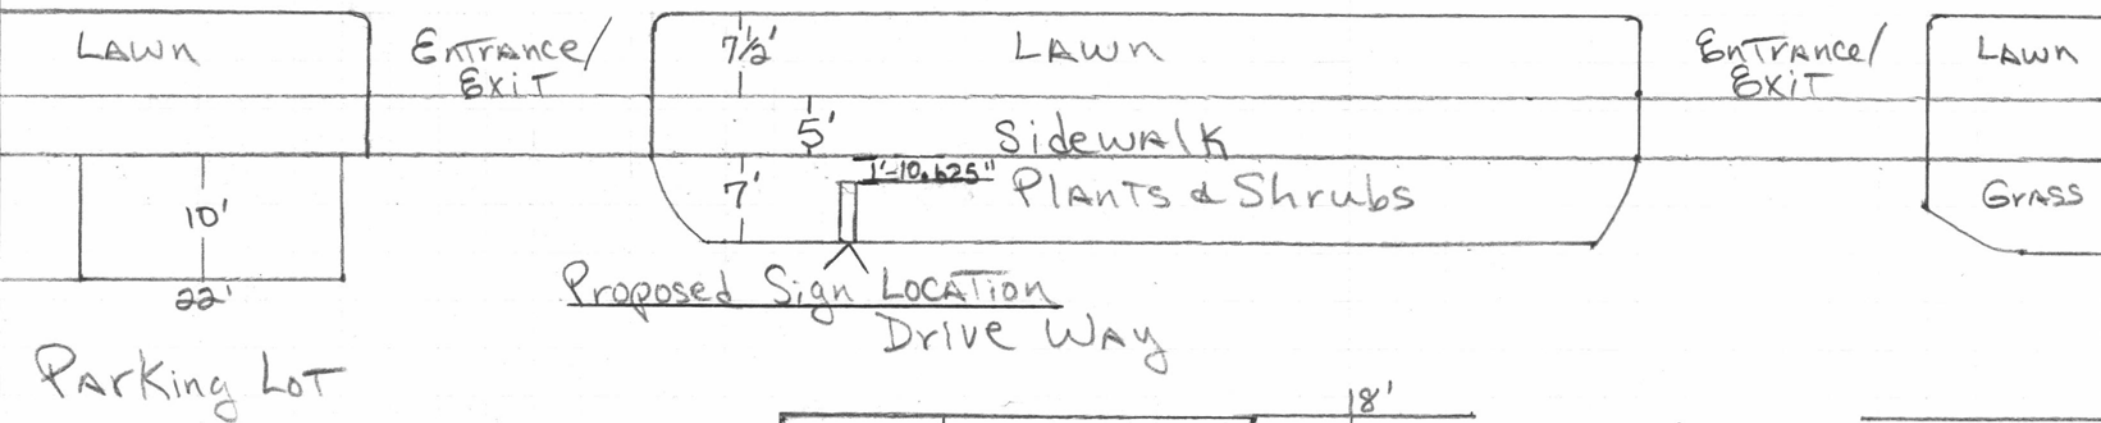 LAWN
Entrance/
Exit
7½'
LAWN
Entrance/
Exit
LAWN
5'
Sidewalk
10'
7'
1'-10.625"
Plants & Shrubs
Grass
22'
Proposed Sign Location
Drive Way
Parking Lot
18'